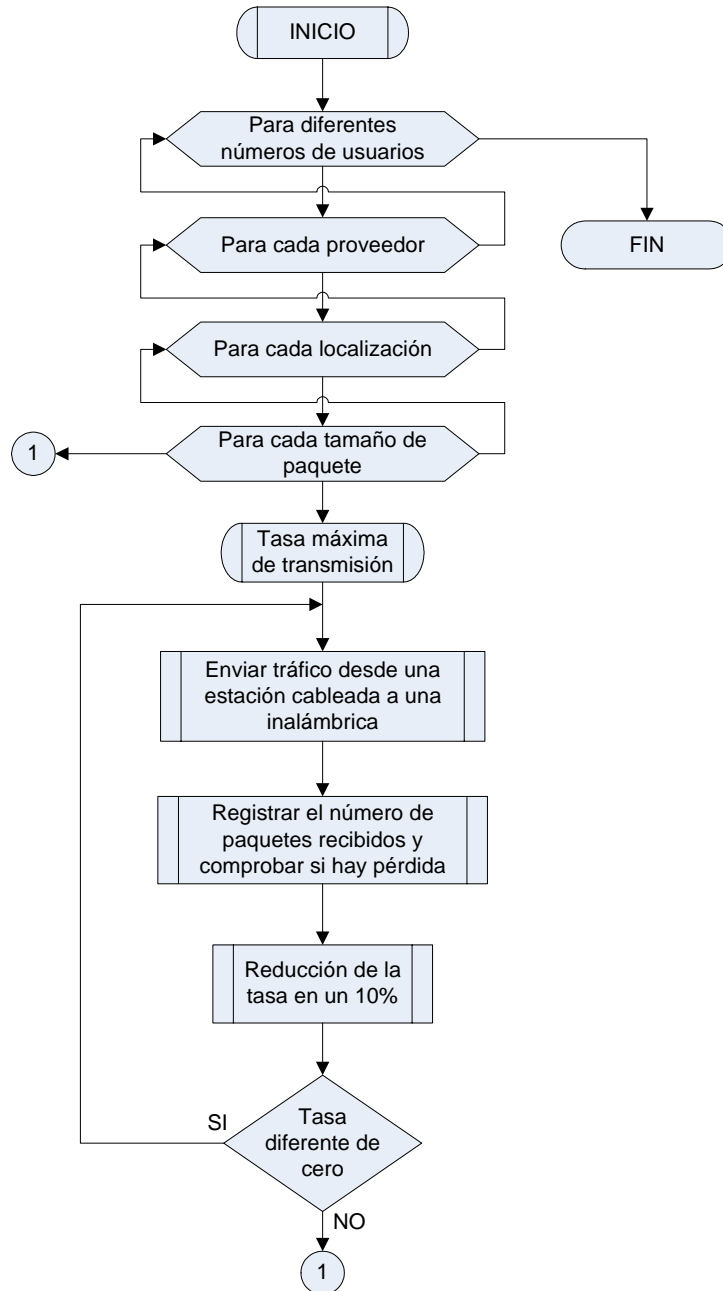 INICIO
Para diferentes
números de usuarios
Para cada proveedor
FIN
Para cada localización
Para cada tamaño de
paquete
1
Tasa máxima
de transmisión
Enviar tráfico desde una
estación cableada a una
inalámbrica
Registrar el número de
paquetes recibidos y
comprobar si hay pérdida
Reducción de la
tasa en un 10%
SI
Tasa
diferente de
cero
NO
1